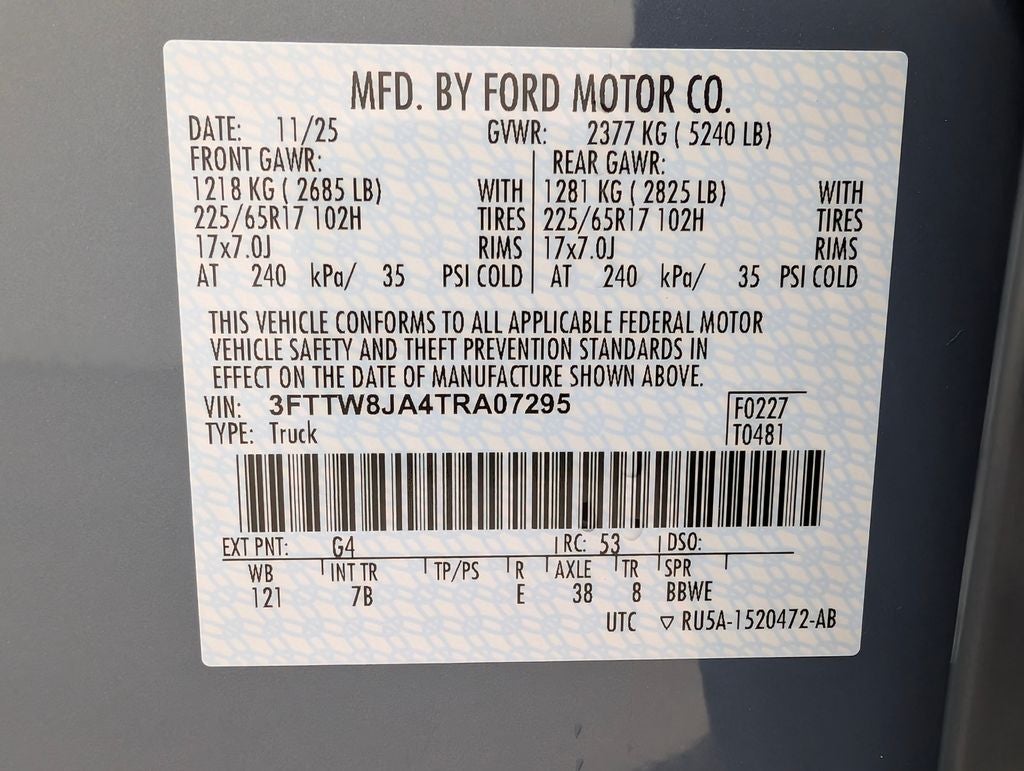 MFD. BY FORD MOTOR CO.
DATE: 11/25 GVWR: 2377 KG ( 5240 LB)
FRONT GAWR: REAR GAWR:
1218 KG ( 2685 LB) WITH 1281 KG ( 2825 LB) WITH
225/65R17 102H TIRES 225/65R17 102H TIRES
17x7.0J RIMS 17x7.0J RIMS
AT 240 kPa/ 35 PSI COLD AT 240 kPa/ 35 PSI COLD
THIS VEHICLE CONFORMS TO ALL APPLICABLE FEDERAL MOTOR
VEHICLE SAFETY AND THEFT PREVENTION STANDARDS IN
EFFECT ON THE DATE OF MANUFACTURE SHOWN ABOVE.
VIN: 3FTTW8JA4TRA07295 F0227
TYPE: Truck T0481
EXT PNT: G4 RC: 53 DSO:
WB INT TR TP/PS R AXLE TR SPR
121 7B E 38 8 BBWE
UTC ▽ RU5A-1520472-AB